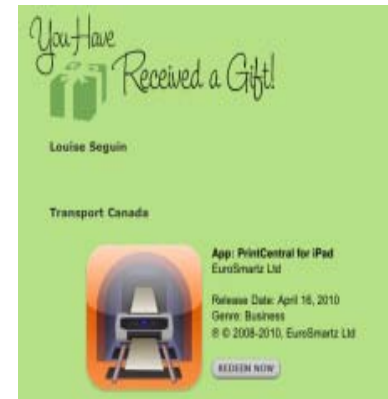 You Have
Received a Gift!
Louise Seguin
Transport Canada
App: PrintCentral for iPad
EuroSmartz Ltd
Release Date: April 16, 2010
Genre: Business
℗ © 2008-2010, EuroSmartz Ltd
REDEEM NOW